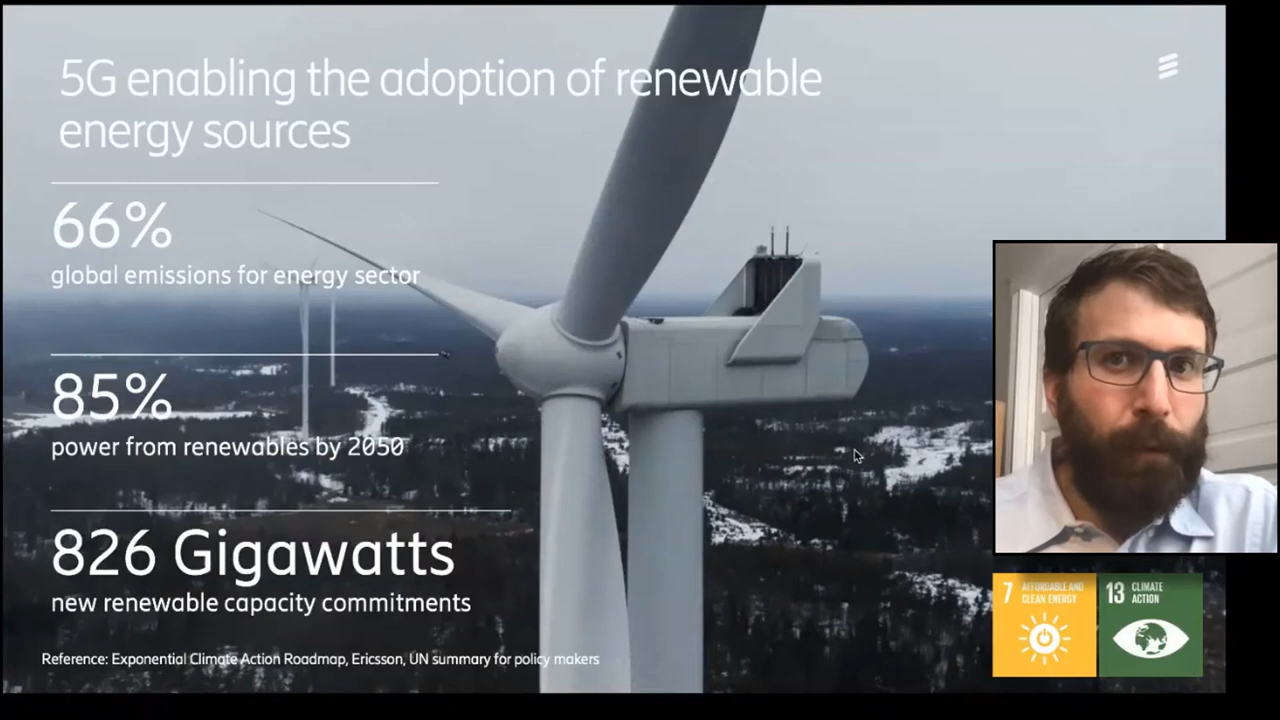 5G enabling the adoption of renewable
energy sources
66%
global emissions for energy sector
85%
power from renewables by 2050
826 Gigawatts
new renewable capacity commitments
Reference: Exponential Climate Action Roadmap, Ericsson, UN summary for policy makers
7 AFFORDABLE AND
CLEAN ENERGY
13 CLIMATE
ACTION